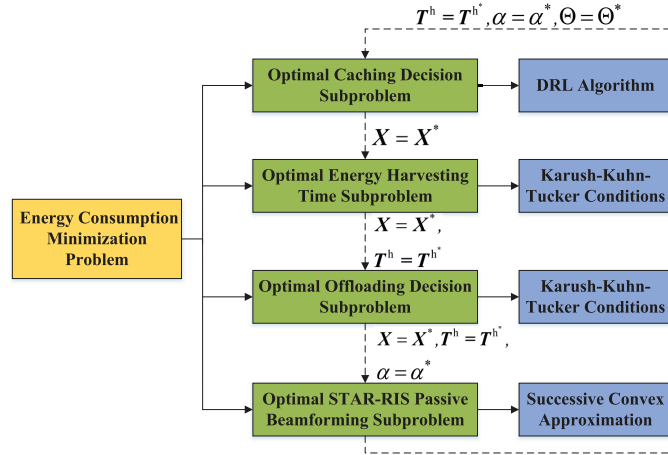 T^h = T^h*, α = α*, Θ = Θ*
Optimal Caching Decision
Subproblem
DRL Algorithm
X = X*
Optimal Energy Harvesting
Time Subproblem
Karush-Kuhn-
Tucker Conditions
Energy Consumption
Minimization
Problem
X = X*,
T^h = T^h*
Optimal Offloading Decision
Subproblem
Karush-Kuhn-
Tucker Conditions
X = X*, T^h = T^h*,
α = α*
Optimal STAR-RIS Passive
Beamforming Subproblem
Successive Convex
Approximation